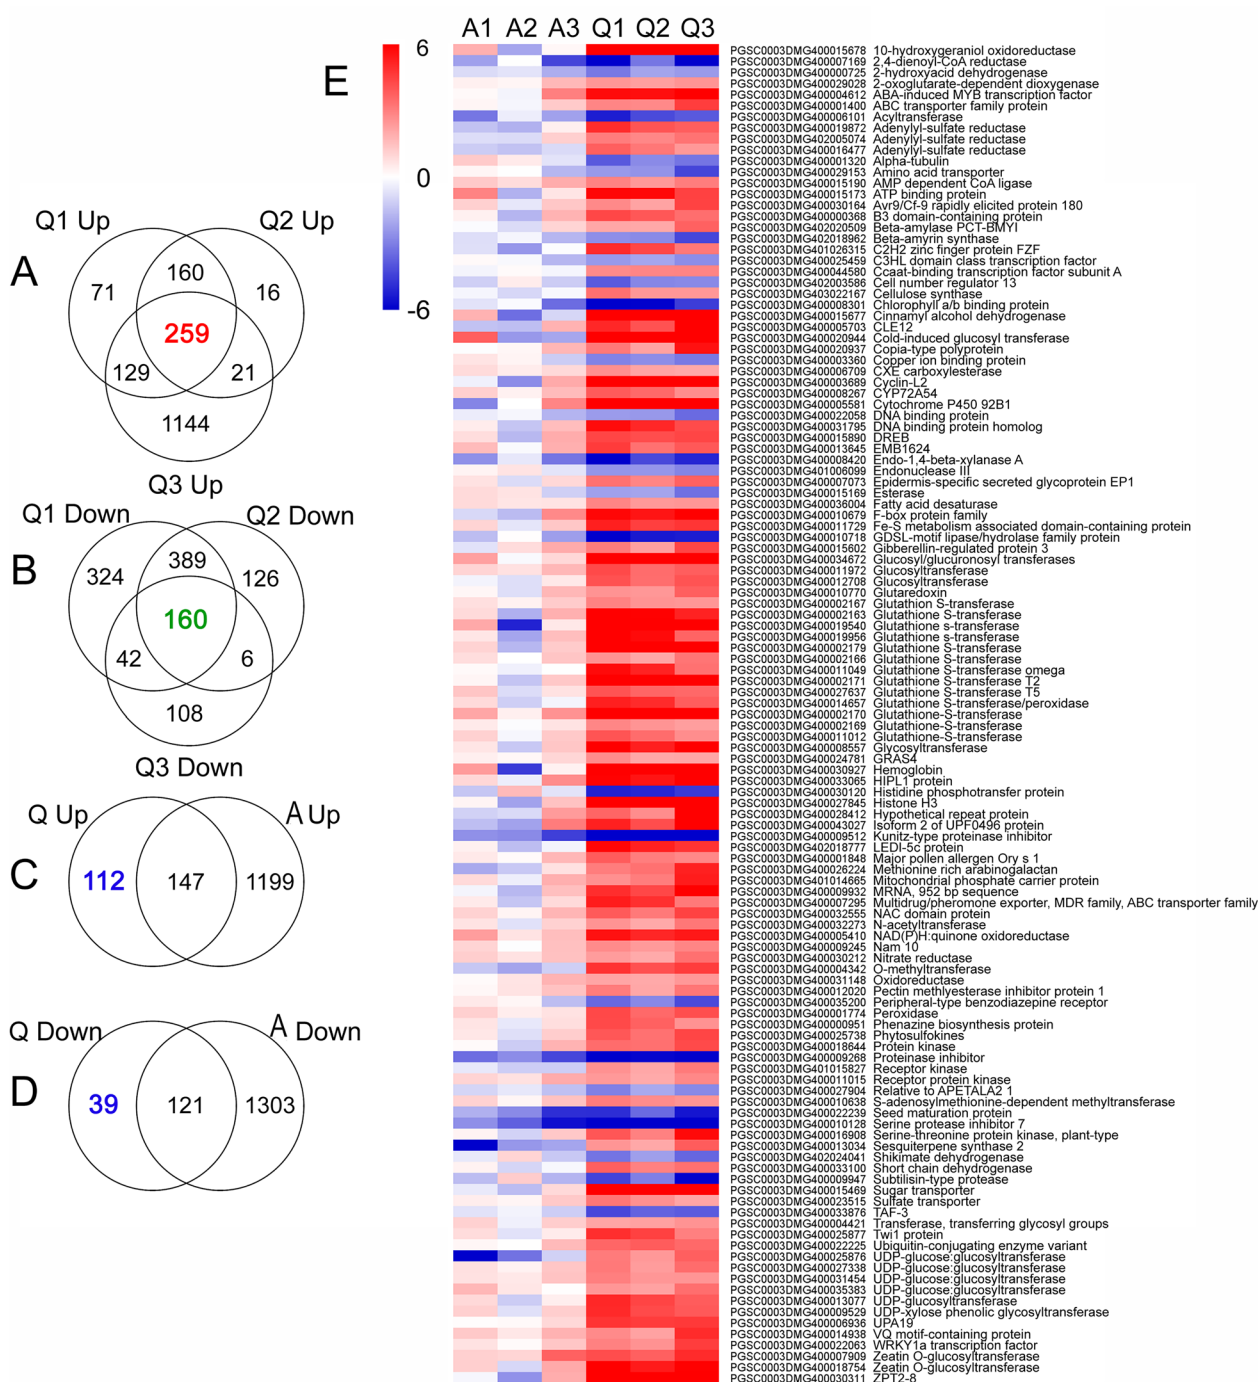 A1 A2 A3 Q1 Q2 Q3
E
6
0
-6
A
Q1 Up
Q2 Up
160
71
16
259
129
21
1144
Q3 Up
B
Q1 Down
Q2 Down
389
324
126
160
42
6
108
Q3 Down
C
Q Up
A Up
112
147
1199
D
Q Down
A Down
39
121
1303
PGSC0003DMG400015678 10-hydroxygeraniol oxidoreductase
PGSC0003DMG400007169 2,4-dienoyl-CoA reductase
PGSC0003DMG400000725 2-hydroxyacid dehydrogenase
PGSC0003DMG400029028 2-oxoglutarate-dependent dioxygenase
PGSC0003DMG400004612 ABA-induced MYB transcription factor
PGSC0003DMG400001400 ABC transporter family protein
PGSC0003DMG400006101 Acyltransferase
PGSC0003DMG400019872 Adenylyl-sulfate reductase
PGSC0003DMG402005074 Adenylyl-sulfate reductase
PGSC0003DMG400016477 Adenylyl-sulfate reductase
PGSC0003DMG400001320 Alpha-tubulin
PGSC0003DMG400029153 Amino acid transporter
PGSC0003DMG400015190 AMP dependent CoA ligase
PGSC0003DMG400015173 ATP binding protein
PGSC0003DMG400030164 Avr9/Cf-9 rapidly elicited protein 180
PGSC0003DMG400000368 B3 domain-containing protein
PGSC0003DMG402020509 Beta-amylase PCT-BMYI
PGSC0003DMG402018962 Beta-amyrin synthase
PGSC0003DMG401026315 C2H2 zinc finger protein FZF
PGSC0003DMG400025459 C3HL domain class transcription factor
PGSC0003DMG400044580 Ccaat-binding transcription factor subunit A
PGSC0003DMG402003586 Cell number regulator 13
PGSC0003DMG403022167 Cellulose synthase
PGSC0003DMG400008301 Chlorophyll a/b binding protein
PGSC0003DMG400015677 Cinnamyl alcohol dehydrogenase
PGSC0003DMG400005703 CLE12
PGSC0003DMG400020944 Cold-induced glucosyl transferase
PGSC0003DMG400020937 Copia-type polyprotein
PGSC0003DMG400003360 Copper ion binding protein
PGSC0003DMG400006709 CXE carboxylesterase
PGSC0003DMG400003689 Cyclin-L2
PGSC0003DMG400008267 CYP72A54
PGSC0003DMG400005581 Cytochrome P450 92B1
PGSC0003DMG400022058 DNA binding protein
PGSC0003DMG400031795 DNA binding protein homolog
PGSC0003DMG400015890 DREB
PGSC0003DMG400013645 EMB1624
PGSC0003DMG400008420 Endo-1,4-beta-xylanase A
PGSC0003DMG401006099 Endonuclease III
PGSC0003DMG400007073 Epidermis-specific secreted glycoprotein EP1
PGSC0003DMG400015169 Esterase
PGSC0003DMG400036004 Fatty acid desaturase
PGSC0003DMG400010679 F-box protein family
PGSC0003DMG400011729 Fe-S metabolism associated domain-containing protein
PGSC0003DMG400010718 GDSL-motif lipase/hydrolase family protein
PGSC0003DMG400015602 Gibberellin-regulated protein 3
PGSC0003DMG400034672 Glucosyl/glucuronosyl transferases
PGSC0003DMG400011972 Glucosyltransferase
PGSC0003DMG400012708 Glucosyltransferase
PGSC0003DMG400010770 Glutaredoxin
PGSC0003DMG400002167 Glutathion S-transferase
PGSC0003DMG400002163 Glutathione S-transferase
PGSC0003DMG400019540 Glutathione s-transferase
PGSC0003DMG400019956 Glutathione s-transferase
PGSC0003DMG400002179 Glutathione S-transferase
PGSC0003DMG400002166 Glutathione S-transferase
PGSC0003DMG400011049 Glutathione S-transferase omega
PGSC0003DMG400002171 Glutathione S-transferase T2
PGSC0003DMG400027637 Glutathione S-transferase T5
PGSC0003DMG400014657 Glutathione S-transferase/peroxidase
PGSC0003DMG400002170 Glutathione-S-transferase
PGSC0003DMG400002169 Glutathione-S-transferase
PGSC0003DMG400011012 Glutathione-S-transferase
PGSC0003DMG400008557 Glycosyltransferase
PGSC0003DMG400024781 GRAS4
PGSC0003DMG400030927 Hemoglobin
PGSC0003DMG400033065 HIPL1 protein
PGSC0003DMG400030120 Histidine phosphotransfer protein
PGSC0003DMG400027845 Histone H3
PGSC0003DMG400028412 Hypothetical repeat protein
PGSC0003DMG400043027 Isoform 2 of UPF0496 protein
PGSC0003DMG400009512 Kunitz-type proteinase inhibitor
PGSC0003DMG402018777 LEDI-5c protein
PGSC0003DMG400001848 Major pollen allergen Ory s 1
PGSC0003DMG400026224 Methionine rich arabinogalactan
PGSC0003DMG401014665 Mitochondrial phosphate carrier protein
PGSC0003DMG400009932 MRNA, 952 bp sequence
PGSC0003DMG400007295 Multidrug/pheromone exporter, MDR family, ABC transporter family
PGSC0003DMG400032555 NAC domain protein
PGSC0003DMG400032273 N-acetyltransferase
PGSC0003DMG400005410 NAD(P)H:quinone oxidoreductase
PGSC0003DMG400009245 Nam 10
PGSC0003DMG400030212 Nitrate reductase
PGSC0003DMG400004342 O-methyltransferase
PGSC0003DMG400031148 Oxidoreductase
PGSC0003DMG400012020 Pectin methlyesterase inhibitor protein 1
PGSC0003DMG400035200 Peripheral-type benzodiazepine receptor
PGSC0003DMG400001774 Peroxidase
PGSC0003DMG400000951 Phenazine biosynthesis protein
PGSC0003DMG400025738 Phytosulfokines
PGSC0003DMG400018644 Protein kinase
PGSC0003DMG400009268 Proteinase inhibitor
PGSC0003DMG401015827 Receptor kinase
PGSC0003DMG400011015 Receptor protein kinase
PGSC0003DMG400027904 Relative to APETALA2 1
PGSC0003DMG400010638 S-adenosylmethionine-dependent methyltransferase
PGSC0003DMG400022239 Seed maturation protein
PGSC0003DMG400010128 Serine protease inhibitor 7
PGSC0003DMG400016908 Serine-threonine protein kinase, plant-type
PGSC0003DMG400013034 Sesquiterpene synthase 2
PGSC0003DMG402024041 Shikimate dehydrogenase
PGSC0003DMG400033100 Short chain dehydrogenase
PGSC0003DMG400009947 Subtilisin-type protease
PGSC0003DMG400015469 Sugar transporter
PGSC0003DMG400023515 Sulfate transporter
PGSC0003DMG400033876 TAF-3
PGSC0003DMG400004421 Transferase, transferring glycosyl groups
PGSC0003DMG400025877 Twi1 protein
PGSC0003DMG400022225 Ubiquitin-conjugating enzyme variant
PGSC0003DMG400025876 UDP-glucose:glucosyltransferase
PGSC0003DMG400027338 UDP-glucose:glucosyltransferase
PGSC0003DMG400031454 UDP-glucose:glucosyltransferase
PGSC0003DMG400035383 UDP-glucose:glucosyltransferase
PGSC0003DMG400013077 UDP-glucosyltransferase
PGSC0003DMG400009529 UDP-xylose phenolic glycosyltransferase
PGSC0003DMG400006936 UPA19
PGSC0003DMG400014938 VQ motif-containing protein
PGSC0003DMG400022063 WRKY1a transcription factor
PGSC0003DMG400007909 Zeatin O-glucosyltransferase
PGSC0003DMG400018754 Zeatin O-glucosyltransferase
PGSC0003DMG400030311 ZPT2-8